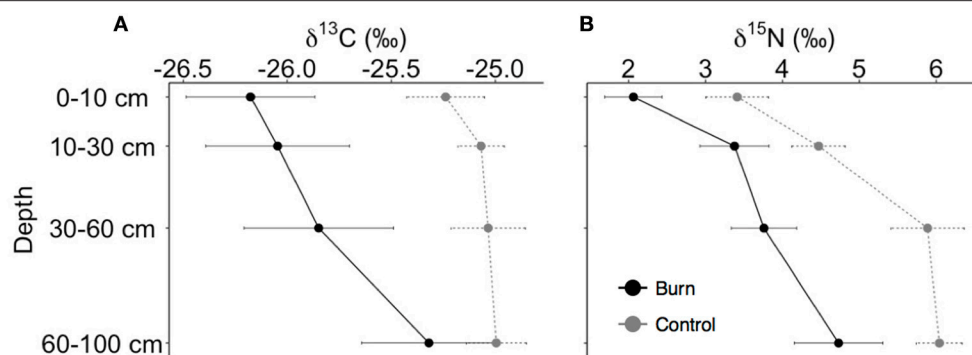 A
δ13C (‰)
-26.5 -26.0 -25.5 -25.0
B
δ15N (‰)
2 3 4 5 6
Depth
0-10 cm
10-30 cm
30-60 cm
60-100 cm
Burn
Control